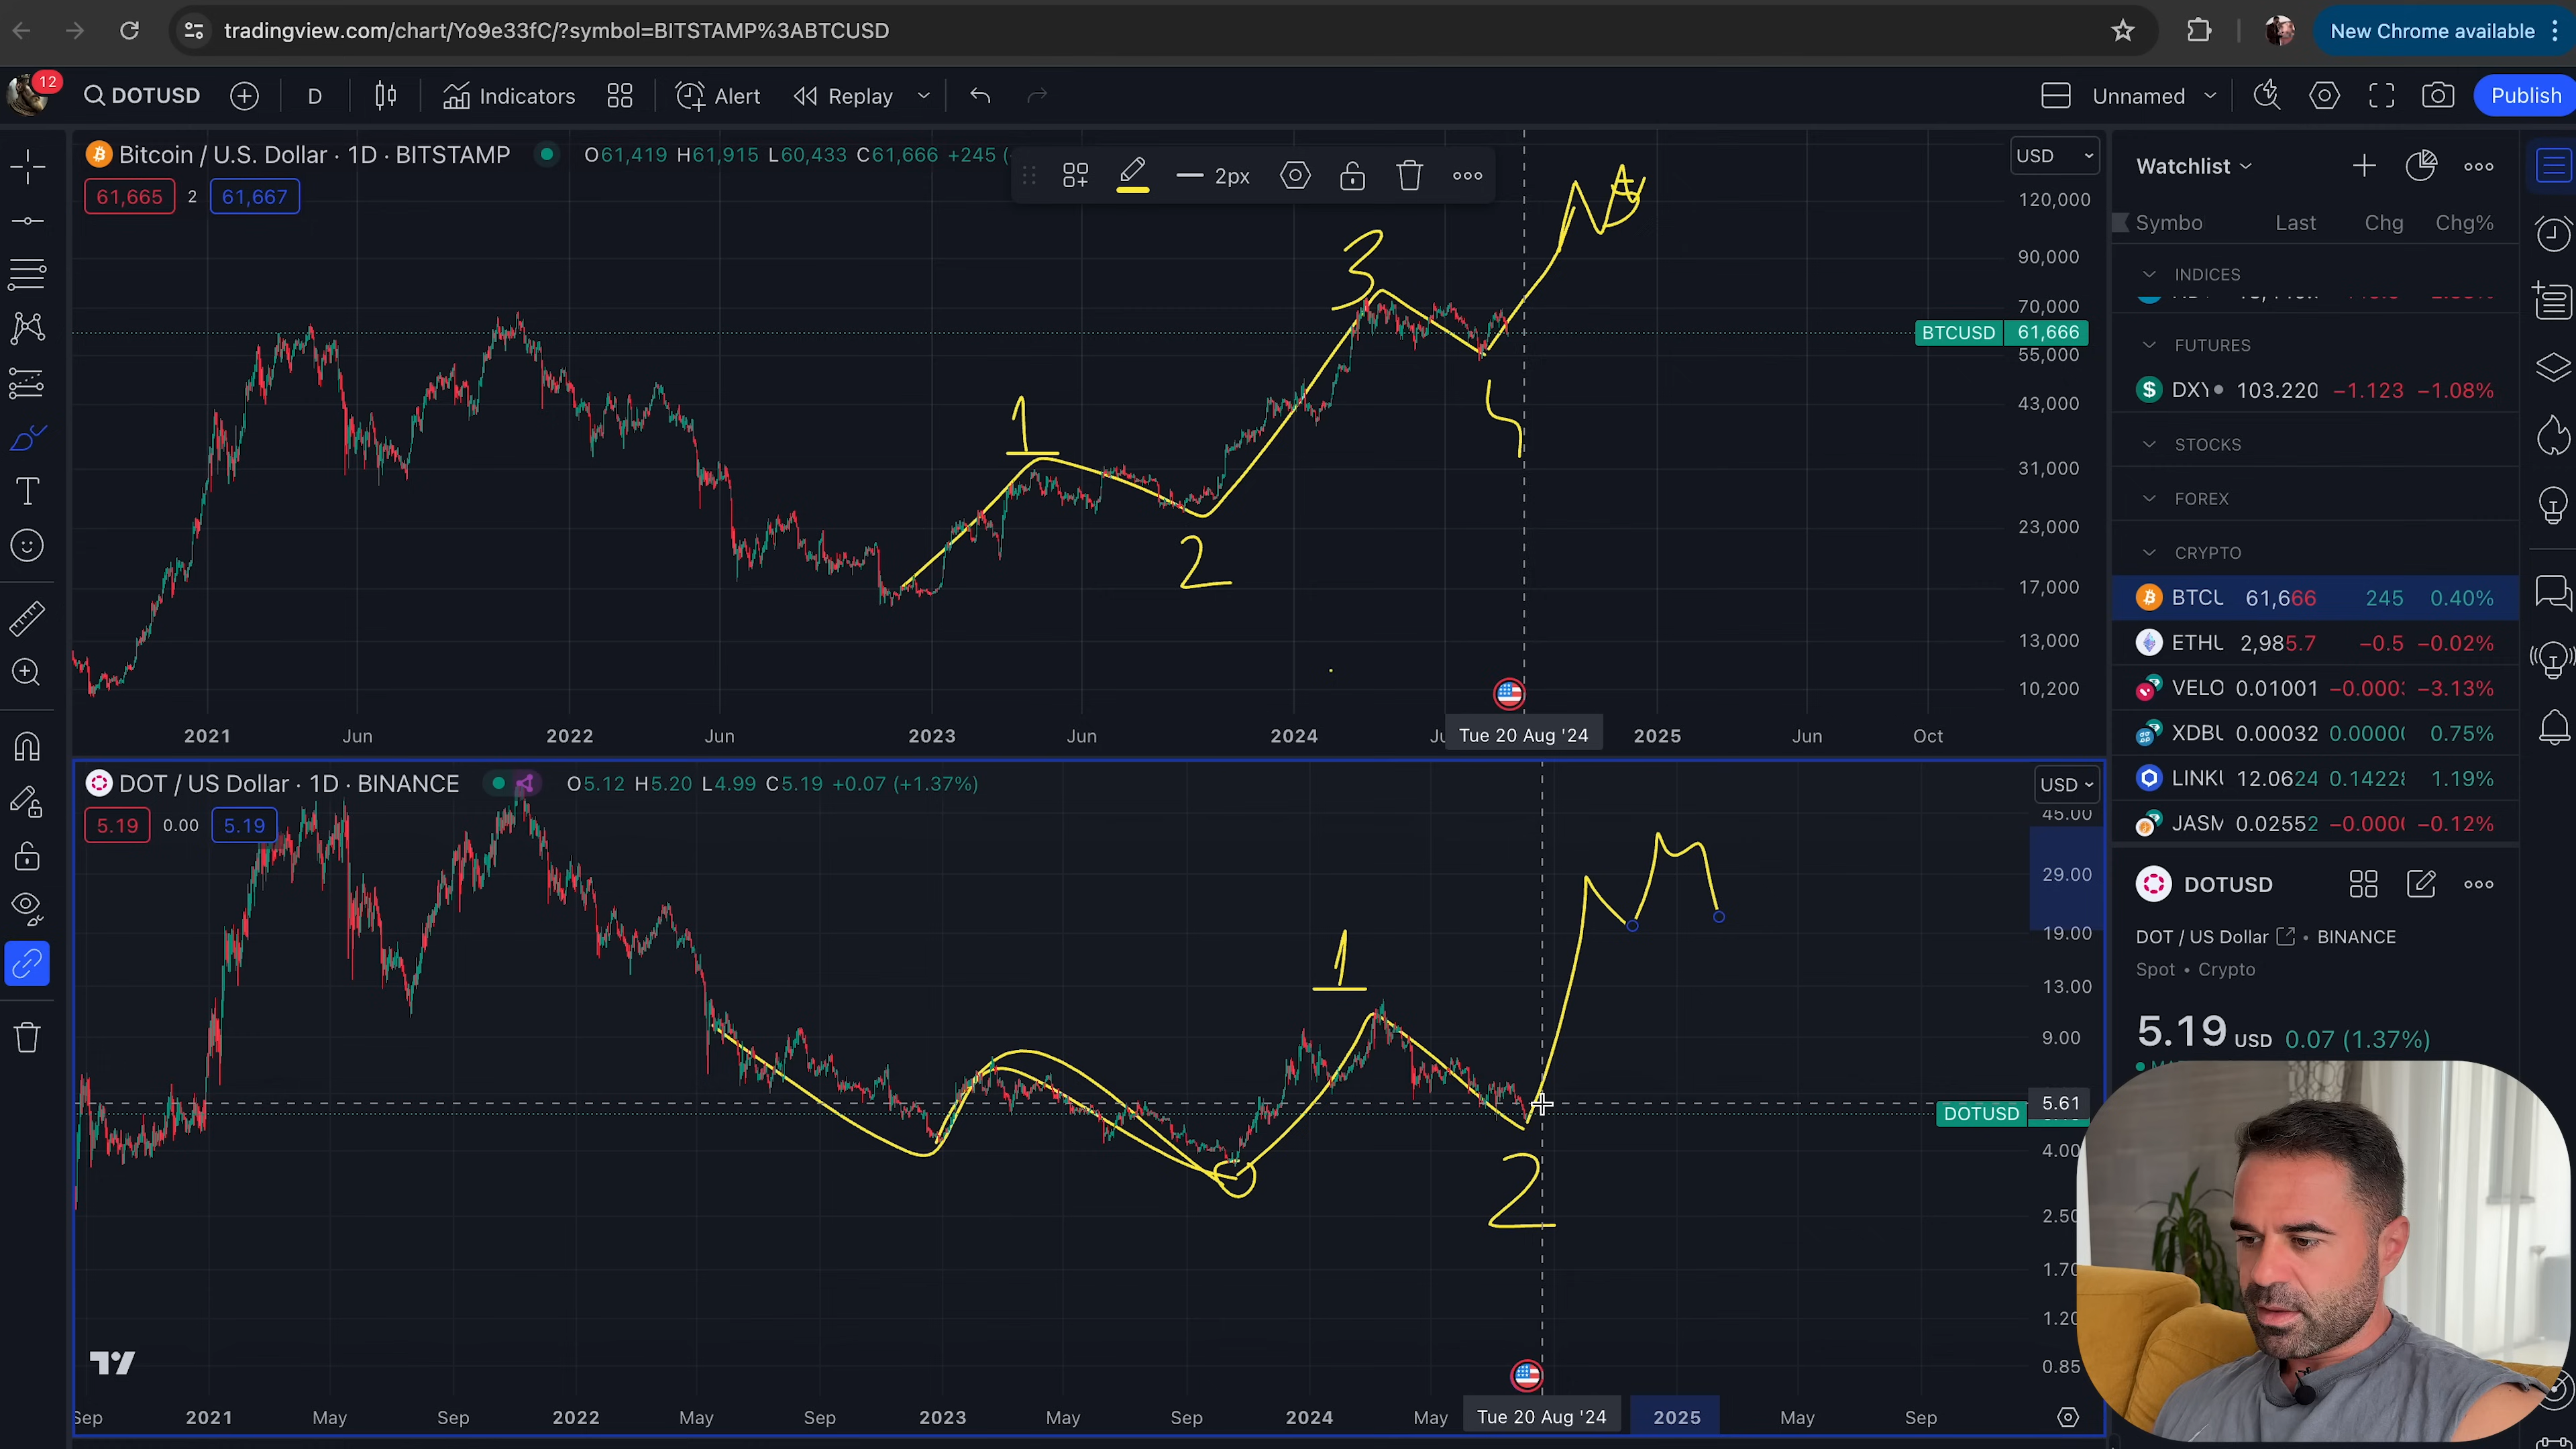 tradingview.com/chart/Yo9e33fC/?symbol=BITSTAMP%3ABTCUSD
New Chrome available
12
DOTUSD
D
Indicators
Alert
Replay
Unnamed
Publish
Bitcoin / U.S. Dollar · 1D · BITSTAMP
O61,419 H61,915 L60,433 C61,666 +245 (
61,665
2
61,667
2px
USD
120,000
90,000
70,000
BTCUSD 61,666
55,000
43,000
31,000
23,000
17,000
13,000
10,200
1
2
3
2021
Jun
2022
Jun
2023
Jun
2024
Tue 20 Aug '24
2025
Jun
Oct
DOT / US Dollar · 1D · BINANCE
O5.12 H5.20 L4.99 C5.19 +0.07 (+1.37%)
5.19
0.00
5.19
USD
45.00
29.00
19.00
13.00
9.00
5.61
DOTUSD
4.00
2.50
1.70
1.20
0.85
1
2
Sep
2021
May
Sep
2022
May
Sep
2023
May
Sep
2024
May
Tue 20 Aug '24
2025
May
Sep
Watchlist
Symbo Last Chg Chg%
INDICES
FUTURES
DXY 103.220 −1.123 −1.08%
STOCKS
FOREX
CRYPTO
BTCU 61,666 245 0.40%
ETHU 2,985.7 −0.5 −0.02%
VELO 0.01001 −0.000 −3.13%
XDBU 0.00032 0.0000 0.75%
LINKU 12.0624 0.1422 1.19%
JASM 0.02552 −0.000 −0.12%
DOTUSD
DOT / US Dollar • BINANCE
Spot • Crypto
5.19 USD 0.07 (1.37%)